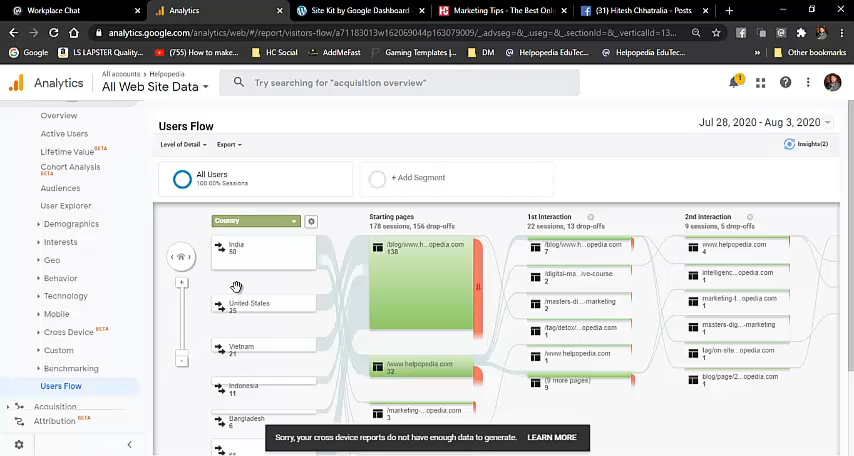 Workplace Chat
Analytics
Site Kit by Google Dashboard
Marketing Tips - The Best Onli
(31) Hitesh Chhatralia - Posts
analytics.google.com/analytics/web/#/report/visitors-flow/a71183013w162069044p163079009/_advseg=&_useg=&_sectionId=&_verticalId=13...
Google
LS LAPSTER QUALITY
(755) How to make...
HC Social
AddMeFast
Gaming Templates |...
DM
Helpopedia EduTec...
Helpopedia EduTec...
»
Other bookmarks
Analytics
All accounts > Helpopedia
All Web Site Data
Try searching for "acquisition overview"
1
Overview
Active Users
Lifetime Value BETA
Cohort Analysis
BETA
Audiences
User Explorer
Demographics
Interests
Geo
Behavior
Technology
Mobile
Cross Device BETA
Custom
Benchmarking
Users Flow
Acquisition
Attribution BETA
Users Flow
Jul 28, 2020 - Aug 3, 2020
Level of Detail
Export
Insights(2)
All Users
100.00% Sessions
+ Add Segment
Country
India
50
United States
25
Vietnam
21
Indonesia
11
Bangladesh
6
Starting pages
178 sessions, 156 drop-offs
/blog/www.h...opedia.com
138
/www.helpopedia.com
32
/marketing-...opedia.com
3
1st Interaction
22 sessions, 13 drop-offs
/blog/www.h...opedia.com
7
/digital-ma...ive-course
2
/masters-di...-marketing
2
/tag/detox/...opedia.com
1
/www.helpopedia.com
1
(9 more pages)
9
2nd Interaction
9 sessions, 5 drop-offs
www.helpopedia.com
4
intelligenc...opedia.com
1
marketing-t...opedia.com
1
masters-dig...-marketing
1
tag/on-site...opedia.com
1
blog/page/2...opedia.com
1
Sorry, your cross device reports do not have enough data to generate.
LEARN MORE